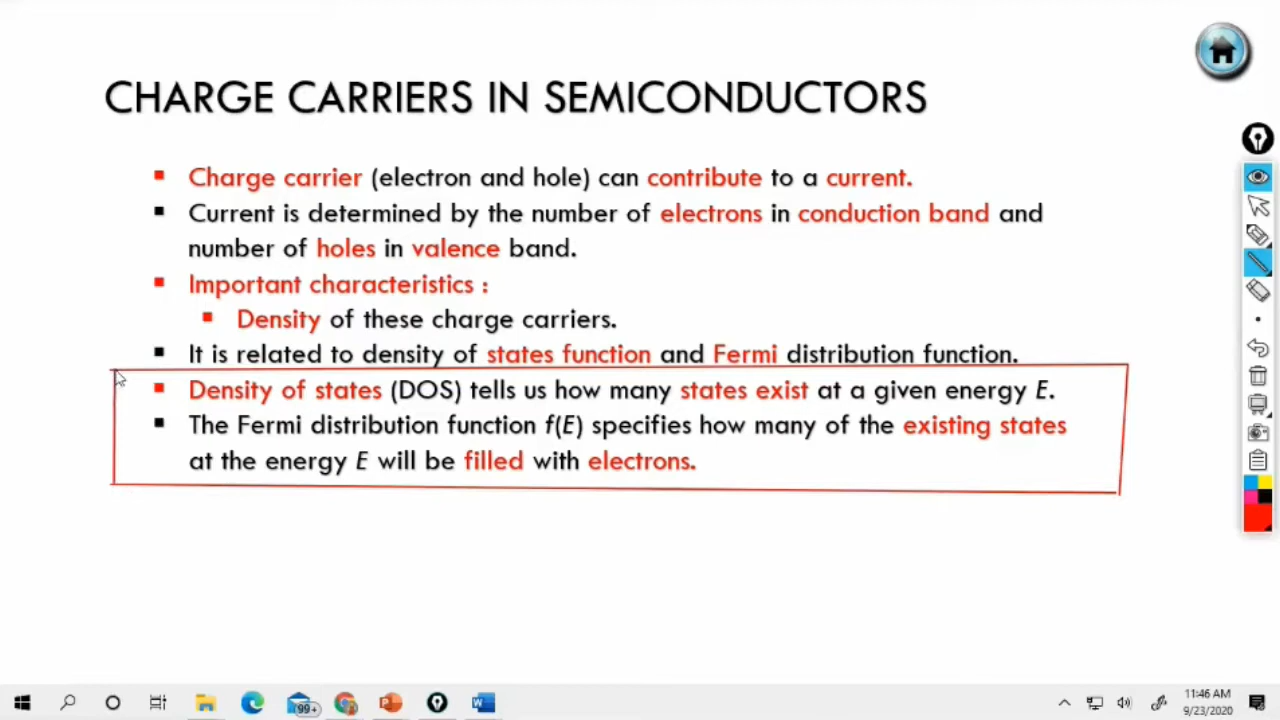 CHARGE CARRIERS IN SEMICONDUCTORS
▪ Charge carrier (electron and hole) can contribute to a current.
▪ Current is determined by the number of electrons in conduction band and
number of holes in valence band.
▪ Important characteristics :
▪ Density of these charge carriers.
▪ It is related to density of states function and Fermi distribution function.
▪ Density of states (DOS) tells us how many states exist at a given energy E.
▪ The Fermi distribution function f(E) specifies how many of the existing states
at the energy E will be filled with electrons.
99+
11:46 AM
9/23/2020